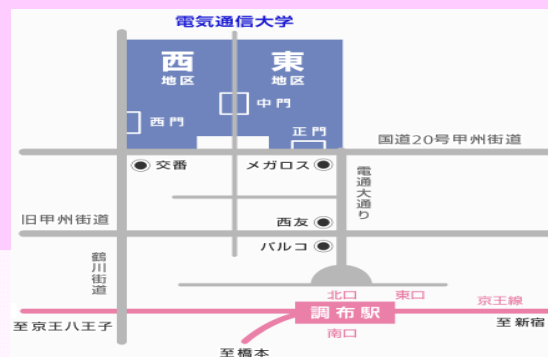 電気通信大学
西
地区
東
地区
中門
西門
正門
国道20号甲州街道
交番
メガロス
電通大通り
旧甲州街道
西友
パルコ
鶴川街道
北口
東口
京王線
調布駅
至京王八王子
至新宿
南口
至橋本